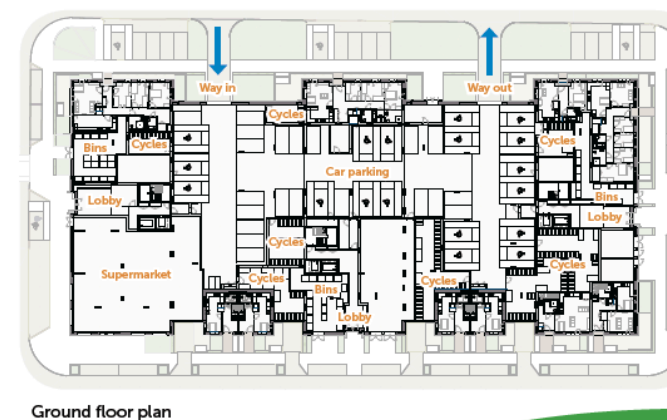 Way in
Way out
Cycles
Bins
Cycles
Cycles
Car parking
Lobby
Bins
Lobby
Cycles
Supermarket
Cycles
Bins
Cycles
Cycles
Lobby
Ground floor plan